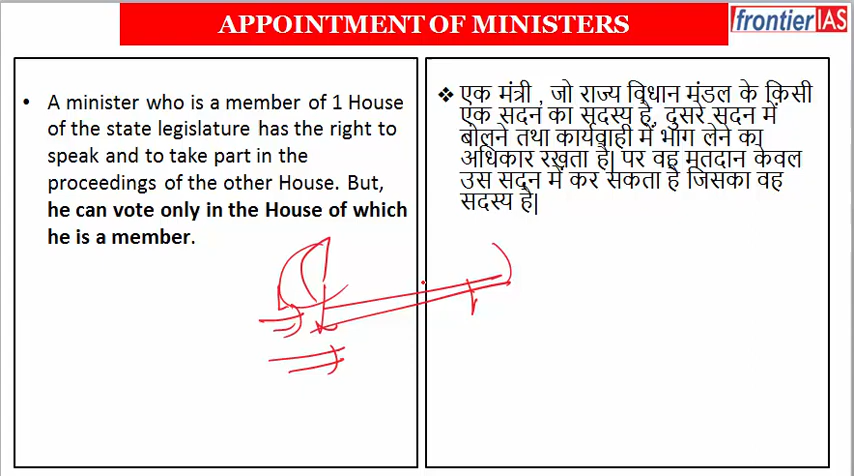 APPOINTMENT OF MINISTERS
frontierIAS
• A minister who is a member of 1 House
of the state legislature has the right to
speak and to take part in the
proceedings of the other House. But,
he can vote only in the House of which
he is a member.
❖ एक मंत्री , जो राज्य विधान मंडल के किसी
एक सदन का सदस्य है, दुसरे सदन में
बोलने तथा कार्यवाही में भाग लेने का
अधिकार रखता है| पर वह मतदान केवल
उस सदन में कर सकता है जिसका वह
सदस्य है|